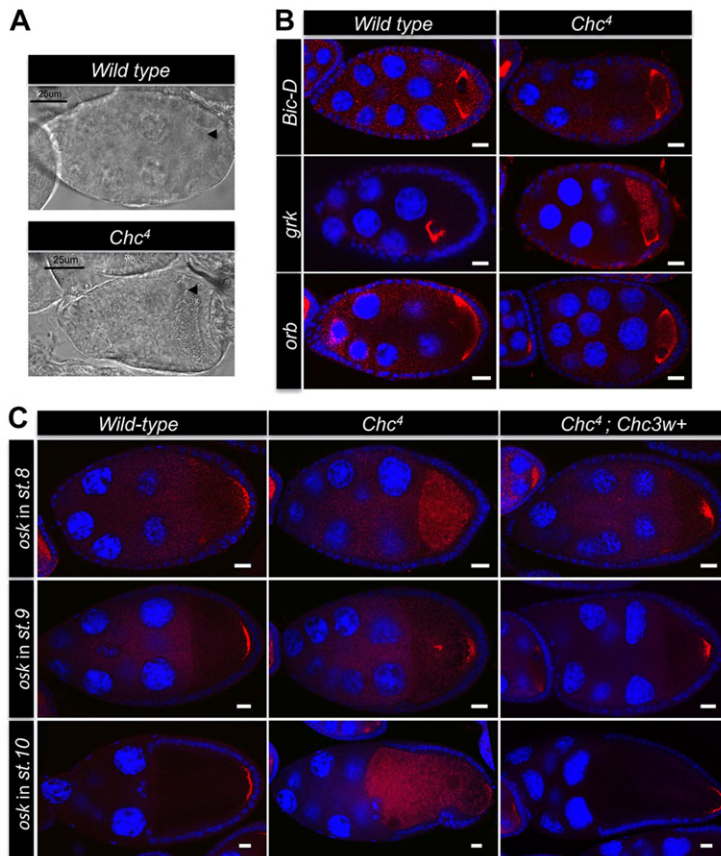 A
Wild type
25um
Chc4
25um
B
Wild type
Chc4
Bic-D
grk
orb
C
Wild-type
Chc4
Chc4 ; Chc3w+
osk in st.8
osk in st.9
osk in st.10